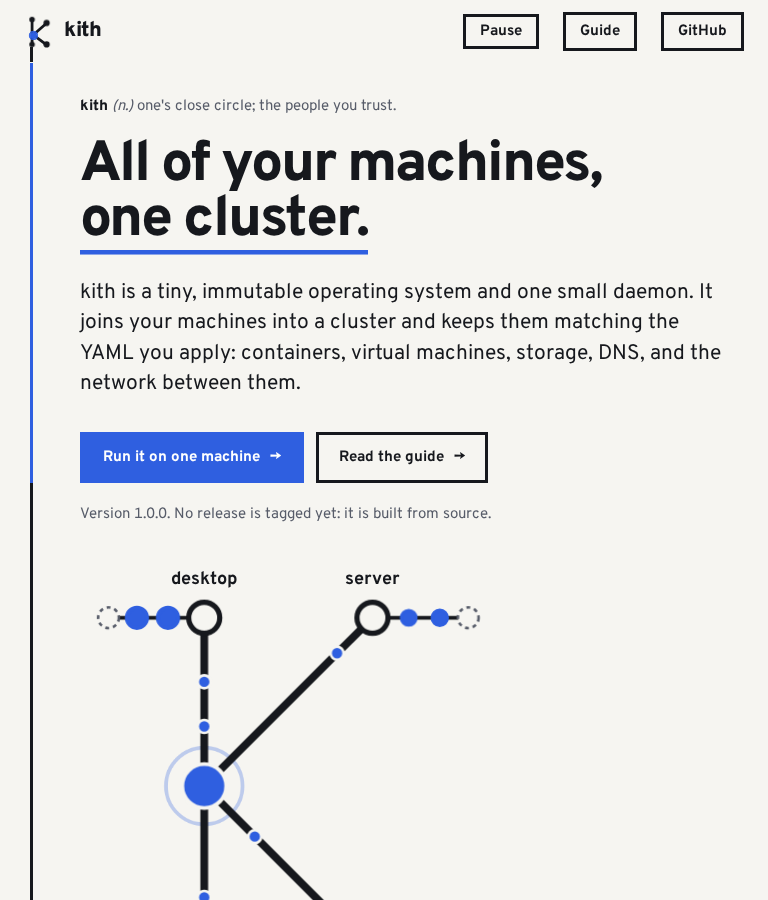 kith
Pause
Guide
GitHub
kith (n.) one's close circle; the people you trust.
All of your machines,
one cluster.
kith is a tiny, immutable operating system and one small daemon. It
joins your machines into a cluster and keeps them matching the
YAML you apply: containers, virtual machines, storage, DNS, and the
network between them.
Run it on one machine →
Read the guide →
Version 1.0.0. No release is tagged yet: it is built from source.
desktop
server